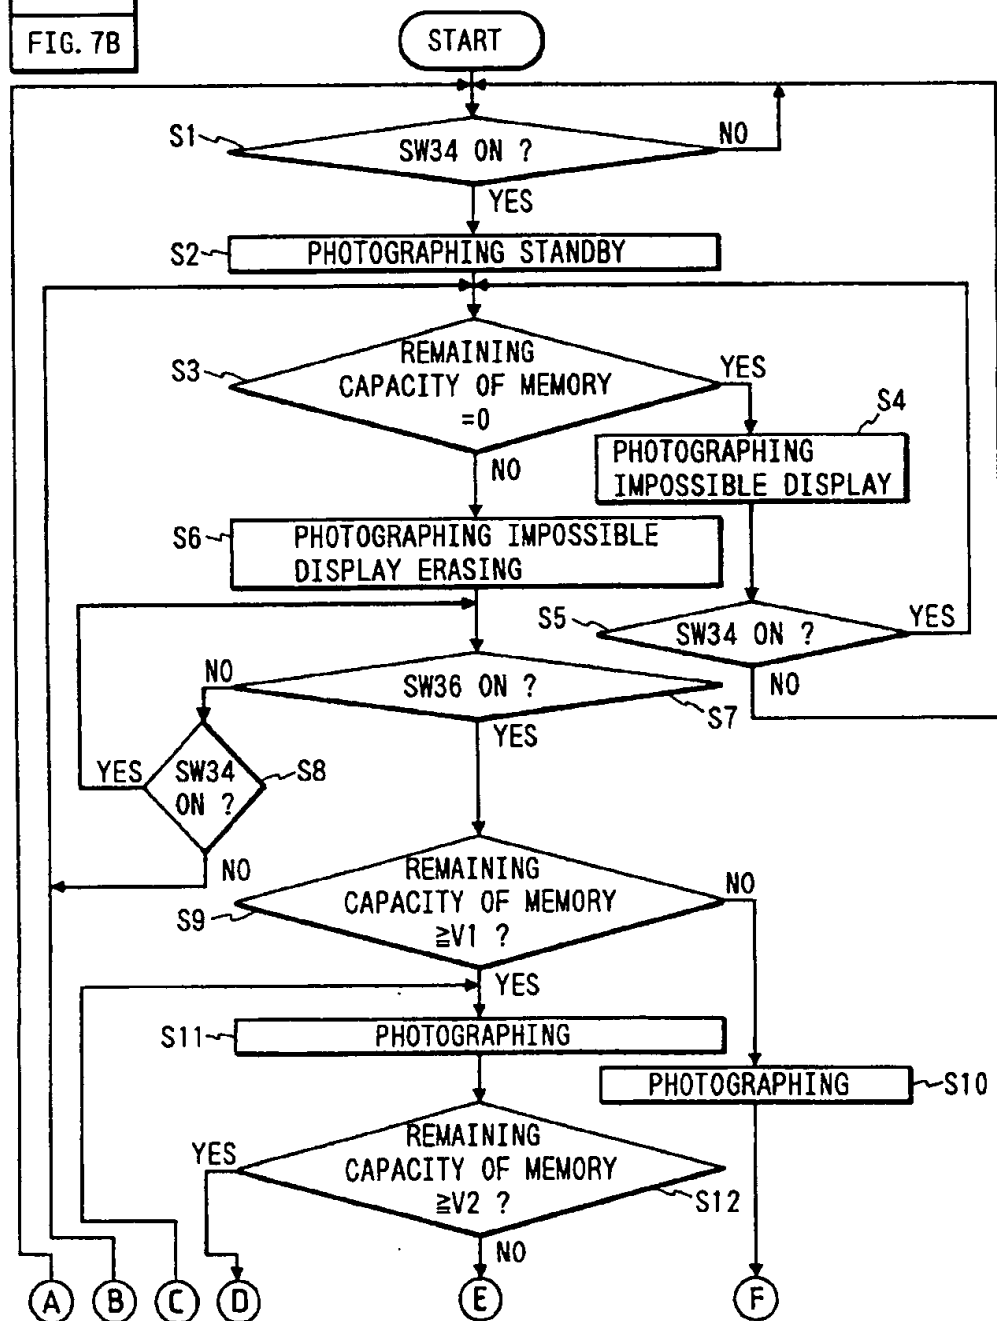 FIG. 7B
START
S1
SW34 ON ?
NO
YES
S2
PHOTOGRAPHING STANDBY
S3
REMAINING
CAPACITY OF MEMORY
=0
YES
S4
PHOTOGRAPHING
IMPOSSIBLE DISPLAY
NO
S6
PHOTOGRAPHING IMPOSSIBLE
DISPLAY ERASING
S5
SW34 ON ?
YES
NO
NO
SW36 ON ?
S7
YES
YES
SW34
ON ?
S8
NO
REMAINING
CAPACITY OF MEMORY
≧V1 ?
S9
NO
YES
S11
PHOTOGRAPHING
PHOTOGRAPHING
S10
YES
REMAINING
CAPACITY OF MEMORY
≧V2 ?
S12
NO
A
B
C
D
E
F